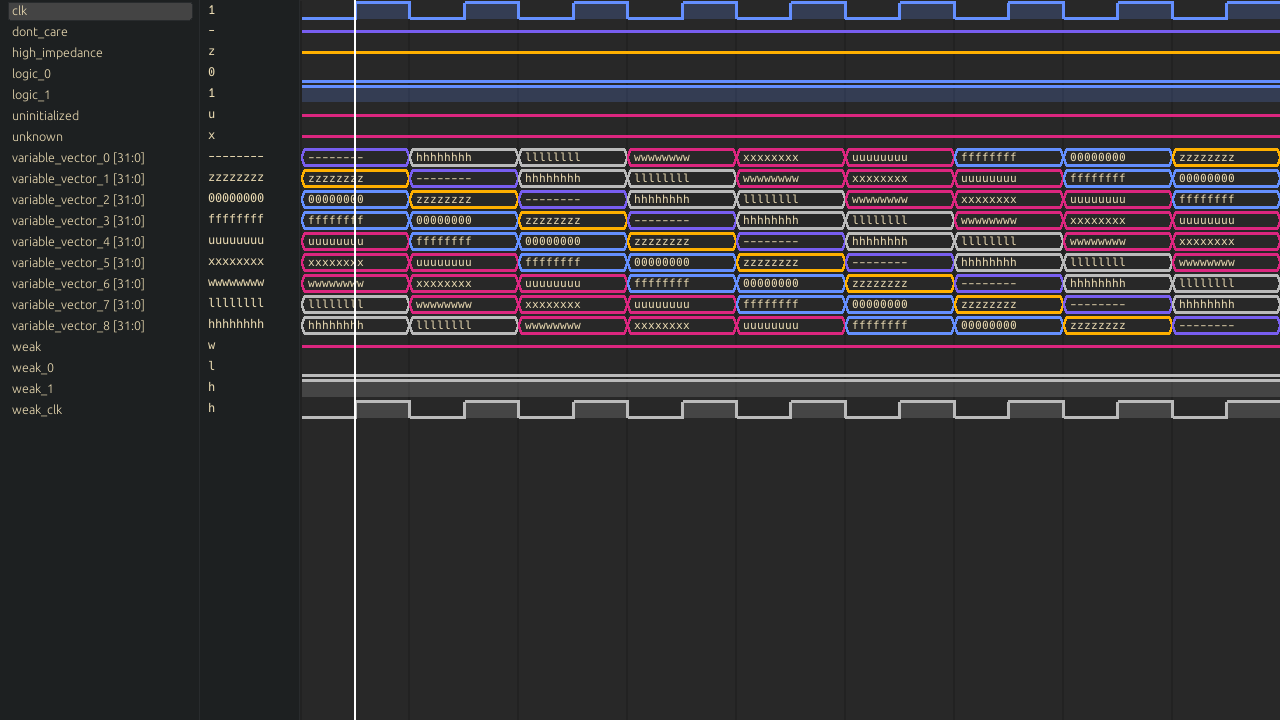 clk 1
dont_care -
high_impedance z
logic_0 0
logic_1 1
uninitialized u
unknown x
variable_vector_0 [31:0] -------- -------- hhhhhhhh llllllll wwwwwwww xxxxxxxx uuuuuuuu ffffffff 00000000 zzzzzzzz
variable_vector_1 [31:0] zzzzzzzz zzzzzzzz -------- hhhhhhhh llllllll wwwwwwww xxxxxxxx uuuuuuuu ffffffff 00000000
variable_vector_2 [31:0] 00000000 00000000 zzzzzzzz -------- hhhhhhhh llllllll wwwwwwww xxxxxxxx uuuuuuuu ffffffff
variable_vector_3 [31:0] ffffffff ffffffff 00000000 zzzzzzzz -------- hhhhhhhh llllllll wwwwwwww xxxxxxxx uuuuuuuu
variable_vector_4 [31:0] uuuuuuuu uuuuuuuu ffffffff 00000000 zzzzzzzz -------- hhhhhhhh llllllll wwwwwwww xxxxxxxx
variable_vector_5 [31:0] xxxxxxxx xxxxxxxx uuuuuuuu ffffffff 00000000 zzzzzzzz -------- hhhhhhhh llllllll wwwwwwww
variable_vector_6 [31:0] wwwwwwww wwwwwwww xxxxxxxx uuuuuuuu ffffffff 00000000 zzzzzzzz -------- hhhhhhhh llllllll
variable_vector_7 [31:0] llllllll llllllll wwwwwwww xxxxxxxx uuuuuuuu ffffffff 00000000 zzzzzzzz -------- hhhhhhhh
variable_vector_8 [31:0] hhhhhhhh hhhhhhhh llllllll wwwwwwww xxxxxxxx uuuuuuuu ffffffff 00000000 zzzzzzzz --------
weak w
weak_0 l
weak_1 h
weak_clk h